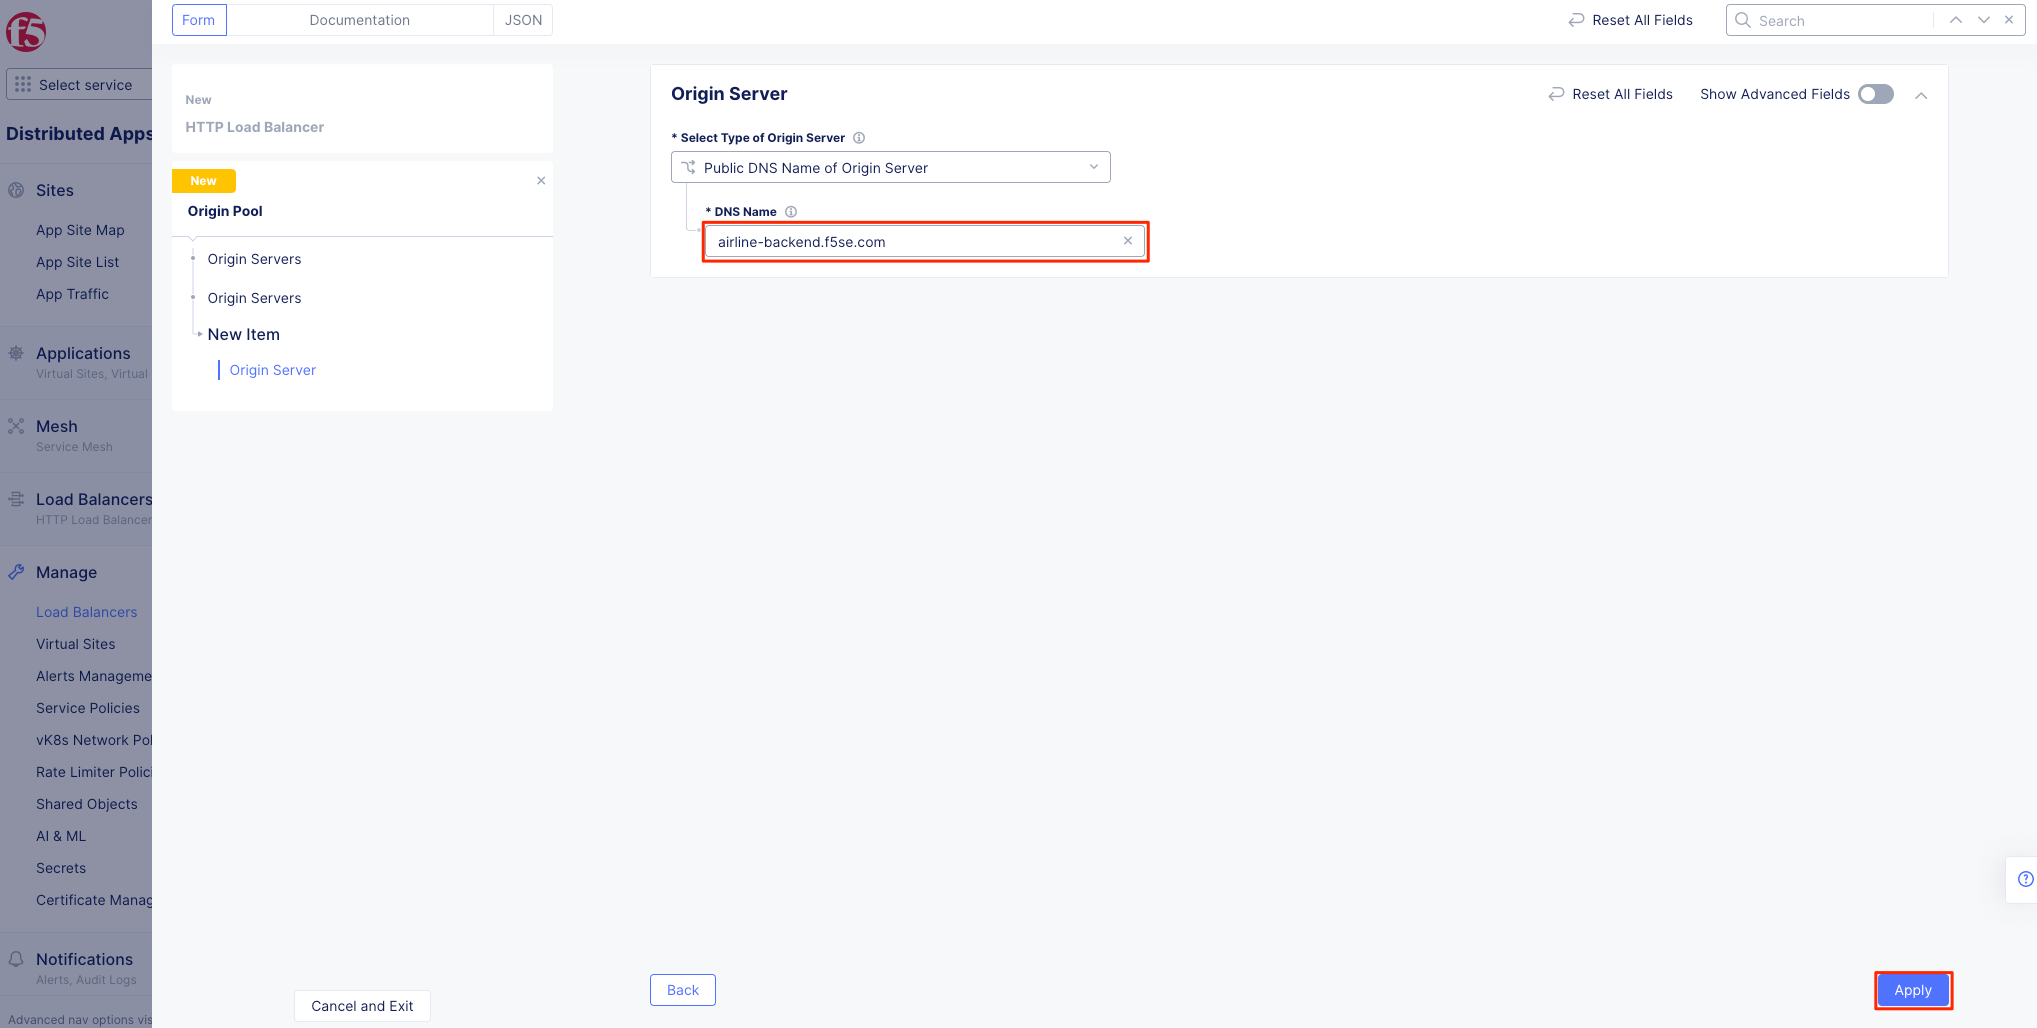 f5
Select service
Distributed Apps
Sites
App Site Map
App Site List
App Traffic
Applications
Virtual Sites, Virtual
Mesh
Service Mesh
Load Balancers
HTTP Load Balancer
Manage
Load Balancers
Virtual Sites
Alerts Manageme
Service Policies
vK8s Network Pol
Rate Limiter Polici
Shared Objects
AI & ML
Secrets
Certificate Manag
Notifications
Alerts, Audit Logs
Advanced nav options vis
Form Documentation JSON
Reset All Fields
Search
New
HTTP Load Balancer
New
Origin Pool
Origin Servers
Origin Servers
New Item
Origin Server
Cancel and Exit
Origin Server
Reset All Fields Show Advanced Fields
* Select Type of Origin Server
Public DNS Name of Origin Server
* DNS Name
airline-backend.f5se.com
Back
Apply